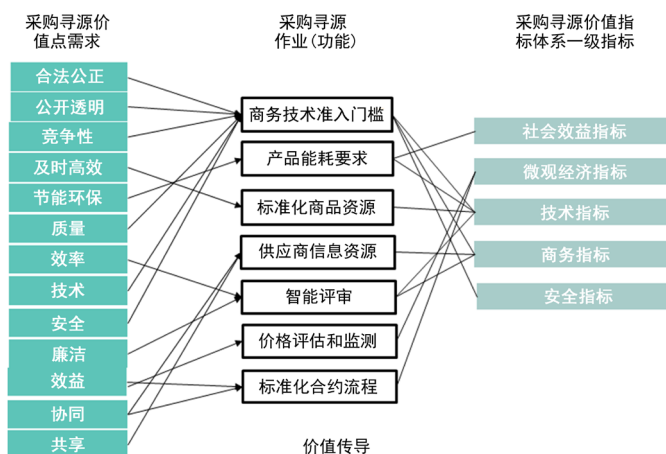 采购寻源价
值点需求
采购寻源
作业(功能)
采购寻源价值指
标体系一级指标
合法公正
公开透明
竞争性
及时高效
节能环保
质量
效率
技术
安全
廉洁
效益
协同
共享
商务技术准入门槛
产品能耗要求
标准化商品资源
供应商信息资源
智能评审
价格评估和监测
标准化合约流程
社会效益指标
微观经济指标
技术指标
商务指标
安全指标
价值传导